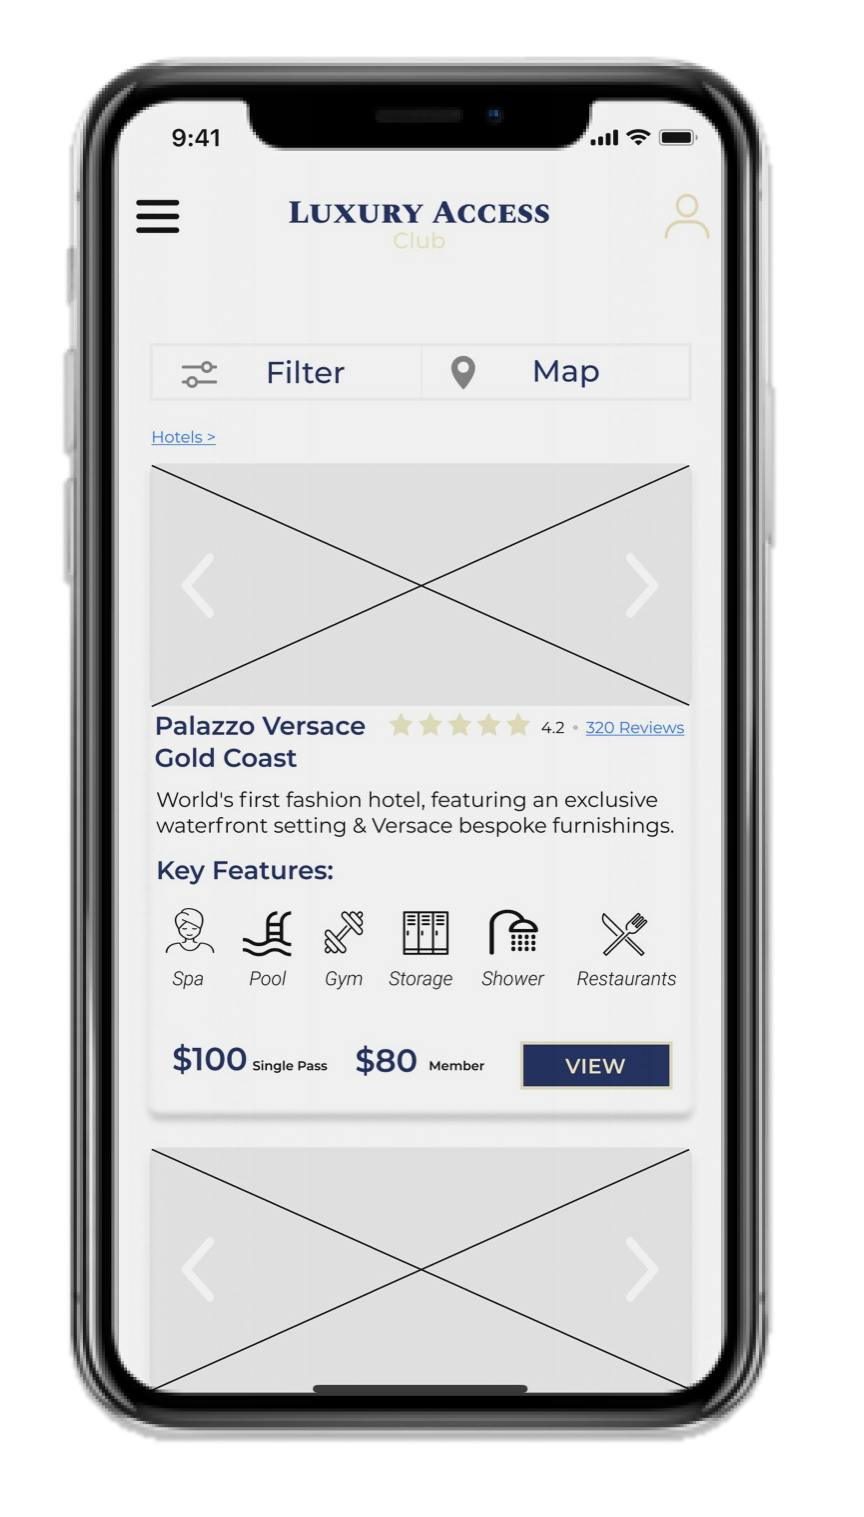 9:41
LUXURY ACCESS
Club
Filter
Map
Hotels >
Palazzo Versace
Gold Coast
4.2 • 320 Reviews
World's first fashion hotel, featuring an exclusive
waterfront setting & Versace bespoke furnishings.
Key Features:
Spa Pool Gym Storage Shower Restaurants
$100 Single Pass $80 Member VIEW